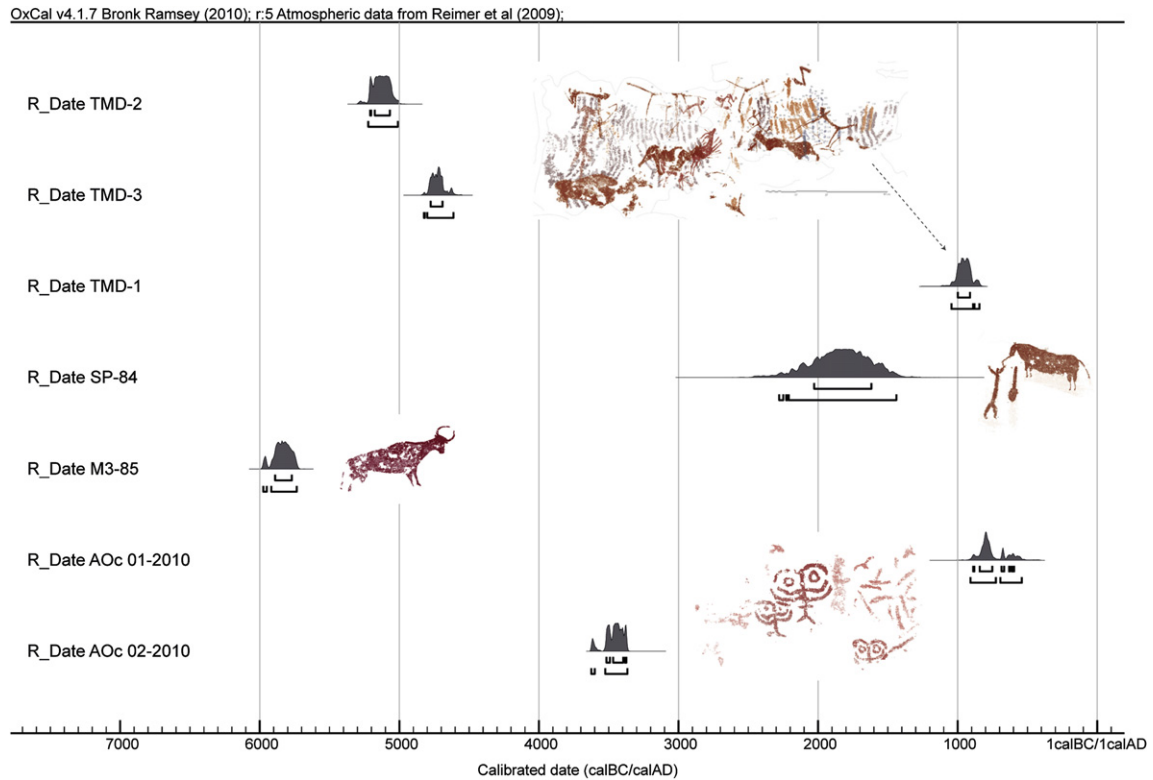 OxCal v4.1.7 Bronk Ramsey (2010); r:5 Atmospheric data from Reimer et al (2009);
R_Date TMD-2
R_Date TMD-3
R_Date TMD-1
R_Date SP-84
R_Date M3-85
R_Date AOc 01-2010
R_Date AOc 02-2010
7000 6000 5000 4000 3000 2000 1000 1calBC/1calAD
Calibrated date (calBC/calAD)